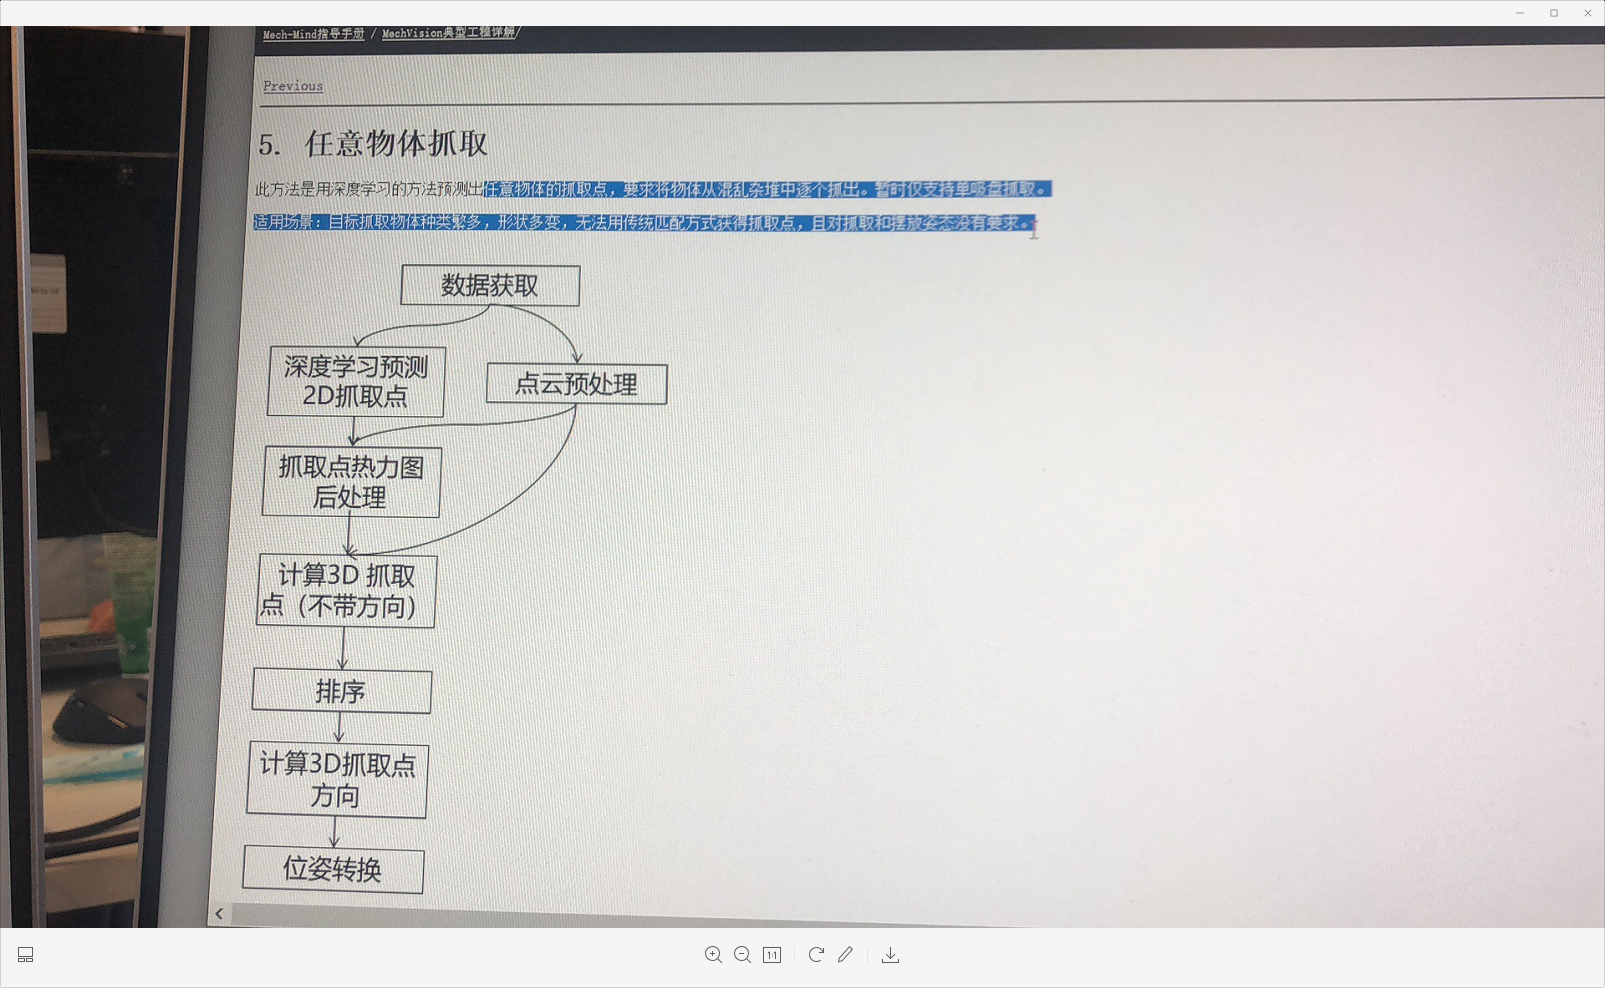 Mech-Mind指导手册 / MechVision典型工程详解/
Previous
5. 任意物体抓取
此方法是用深度学习的方法预测出任意物体的抓取点，要求将物体从混乱杂堆中逐个抓出。暂时仅支持单吸盘抓取。
适用场景：目标抓取物体种类繁多，形状多变，无法用传统匹配方式获得抓取点，且对抓取和摆放姿态没有要求。
数据获取
深度学习预测
2D抓取点
点云预处理
抓取点热力图
后处理
计算3D 抓取
点（不带方向）
排序
计算3D抓取点
方向
位姿转换
1:1